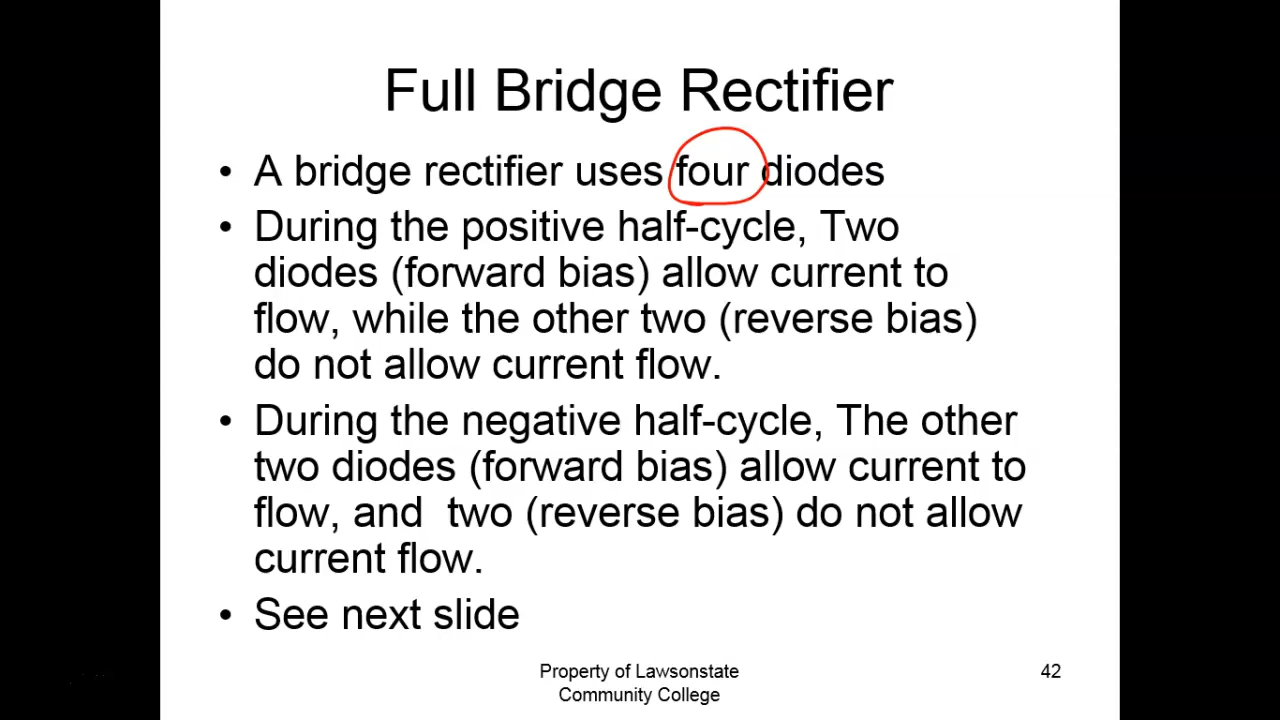 Full Bridge Rectifier
• A bridge rectifier uses four diodes
• During the positive half-cycle, Two
diodes (forward bias) allow current to
flow, while the other two (reverse bias)
do not allow current flow.
• During the negative half-cycle, The other
two diodes (forward bias) allow current to
flow, and  two (reverse bias) do not allow
current flow.
• See next slide
Property of Lawsonstate
Community College
42